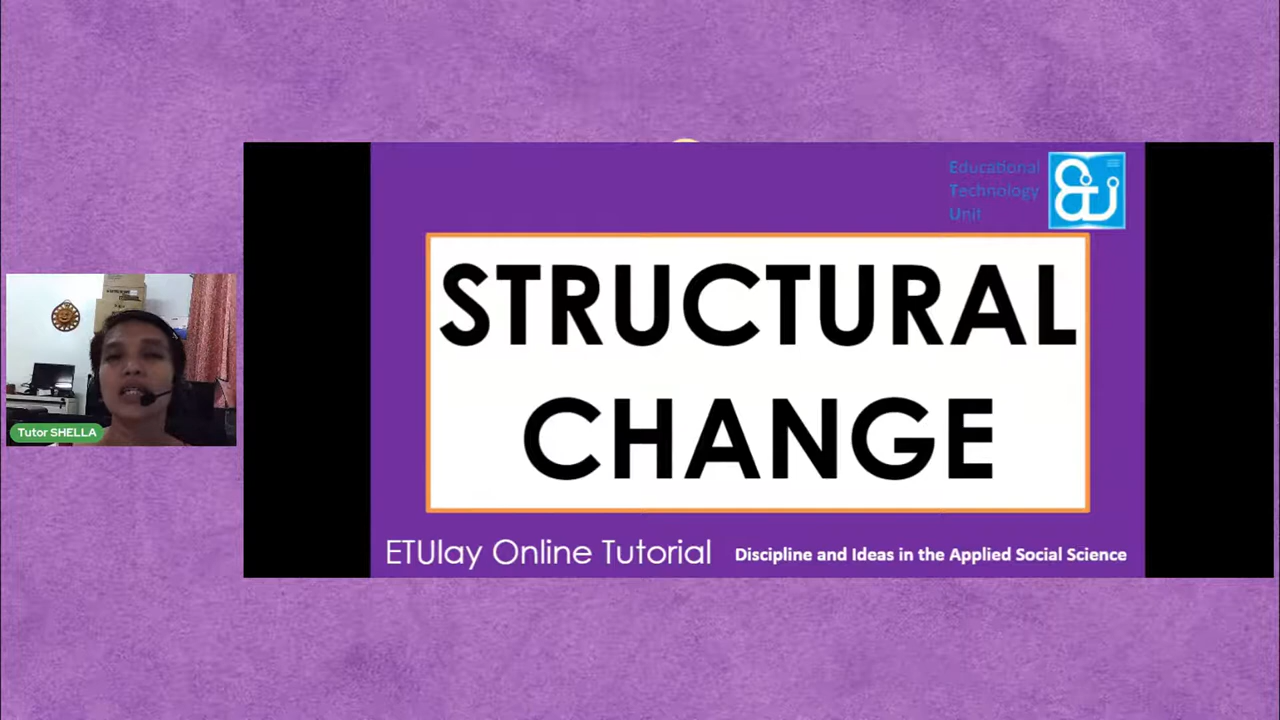 Educational
Technology
Unit
STRUCTURAL
CHANGE
ETUlay Online Tutorial
Discipline and Ideas in the Applied Social Science
Tutor SHELLA